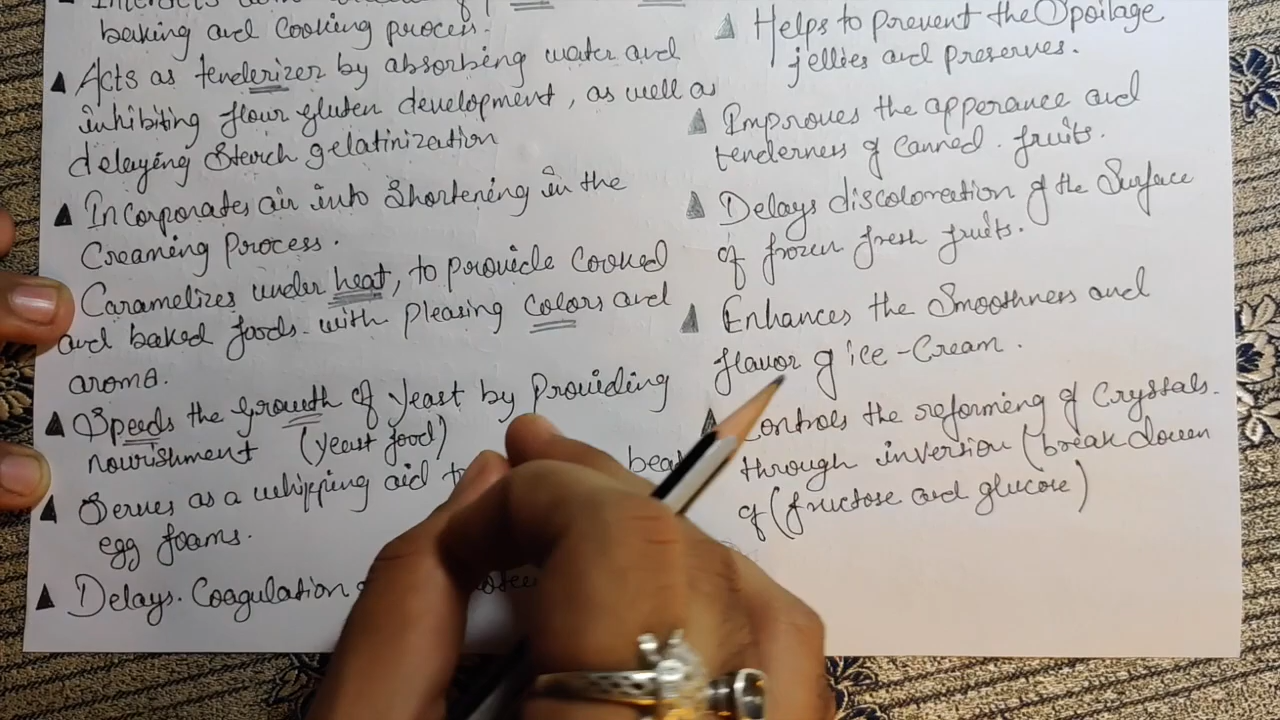 baking and cooking process.
Acts as tenderizer by absorbing water and
inhibiting flour gluten development, as well as
delaying Starch gelatinization
Incorporates air into Shortening in the
Creaming Process.
Caramelizes under heat, to provide Cooked
and baked foods. with Pleasing colors and
aroma.
Speeds the Growth of yeast by Providing
nourishment (yeast food)
Serves as a whipping aid
egg foams.
Delays. Coagulation
Helps to prevent the Spoilage
jellies and preserves.
Improves the apperance and
tenderness of Canned. fruits.
Delays discoloreation of the Surface
of frozen fresh fruits.
Enhances the Smoothness and
flavor of ice-Cream.
Controls the reforming of Crystals.
through inversion (break down
of (fructose and glucose)